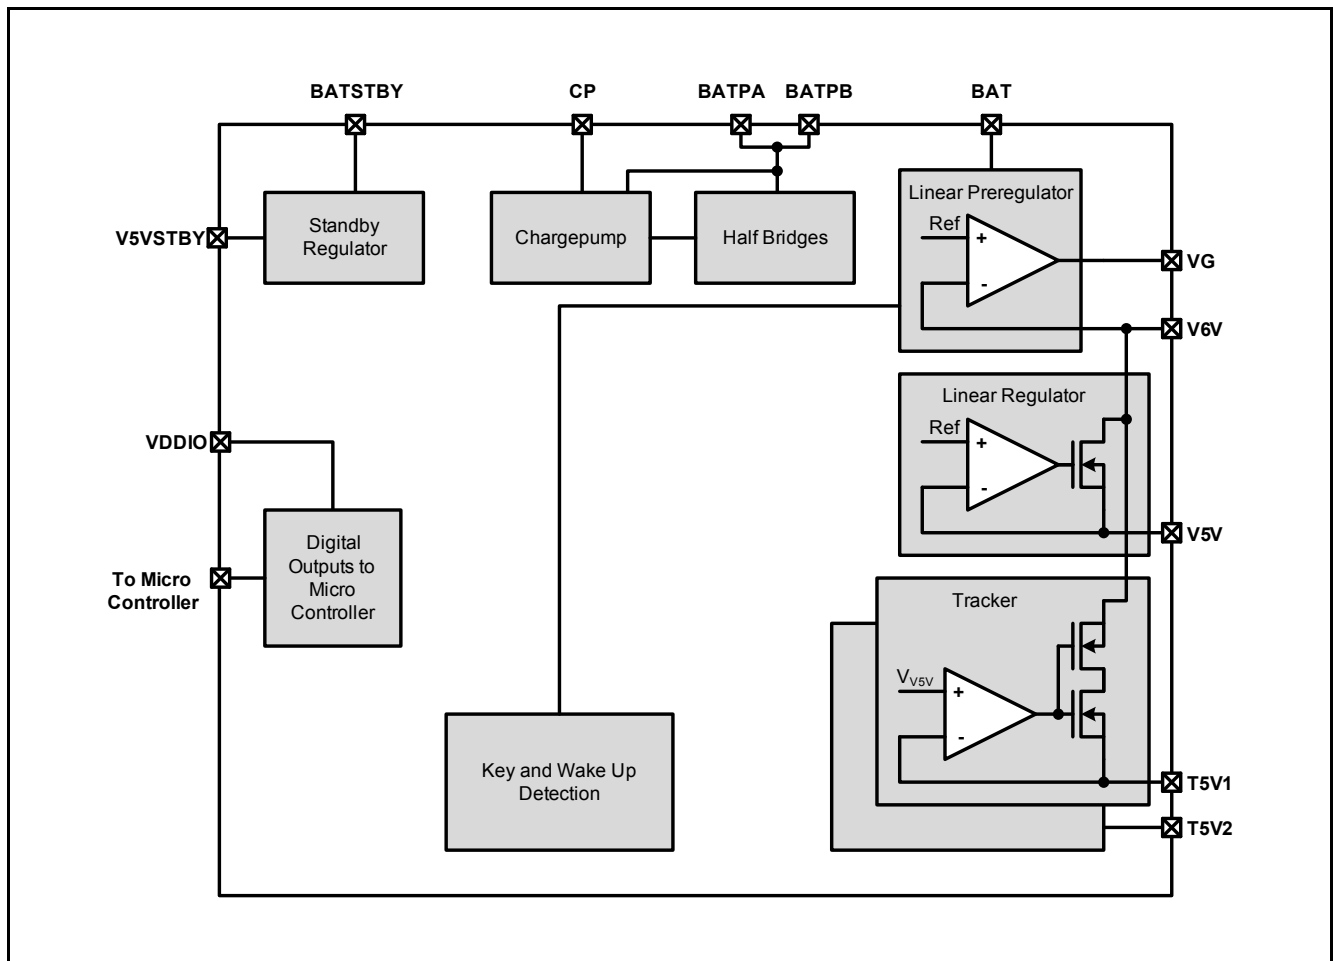 BATSTBY
CP
BATPA
BATPB
BAT
Linear Preregulator
Ref
+
-
Standby
Regulator
Chargepump
Half Bridges
V5VSTBY
VG
V6V
Linear Regulator
Ref
+
-
VDDIO
V5V
Digital
Outputs to
Micro
Controller
To Micro
Controller
Tracker
VV5V
+
-
Key and Wake Up
Detection
T5V1
T5V2